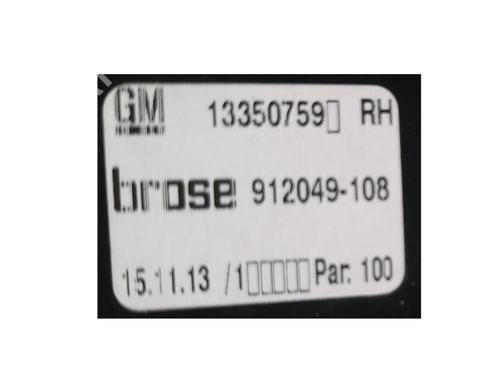 GM 13350759▯ RH
brose 912049-108
15.11.13 /1▯▯▯▯▯ Par. 100